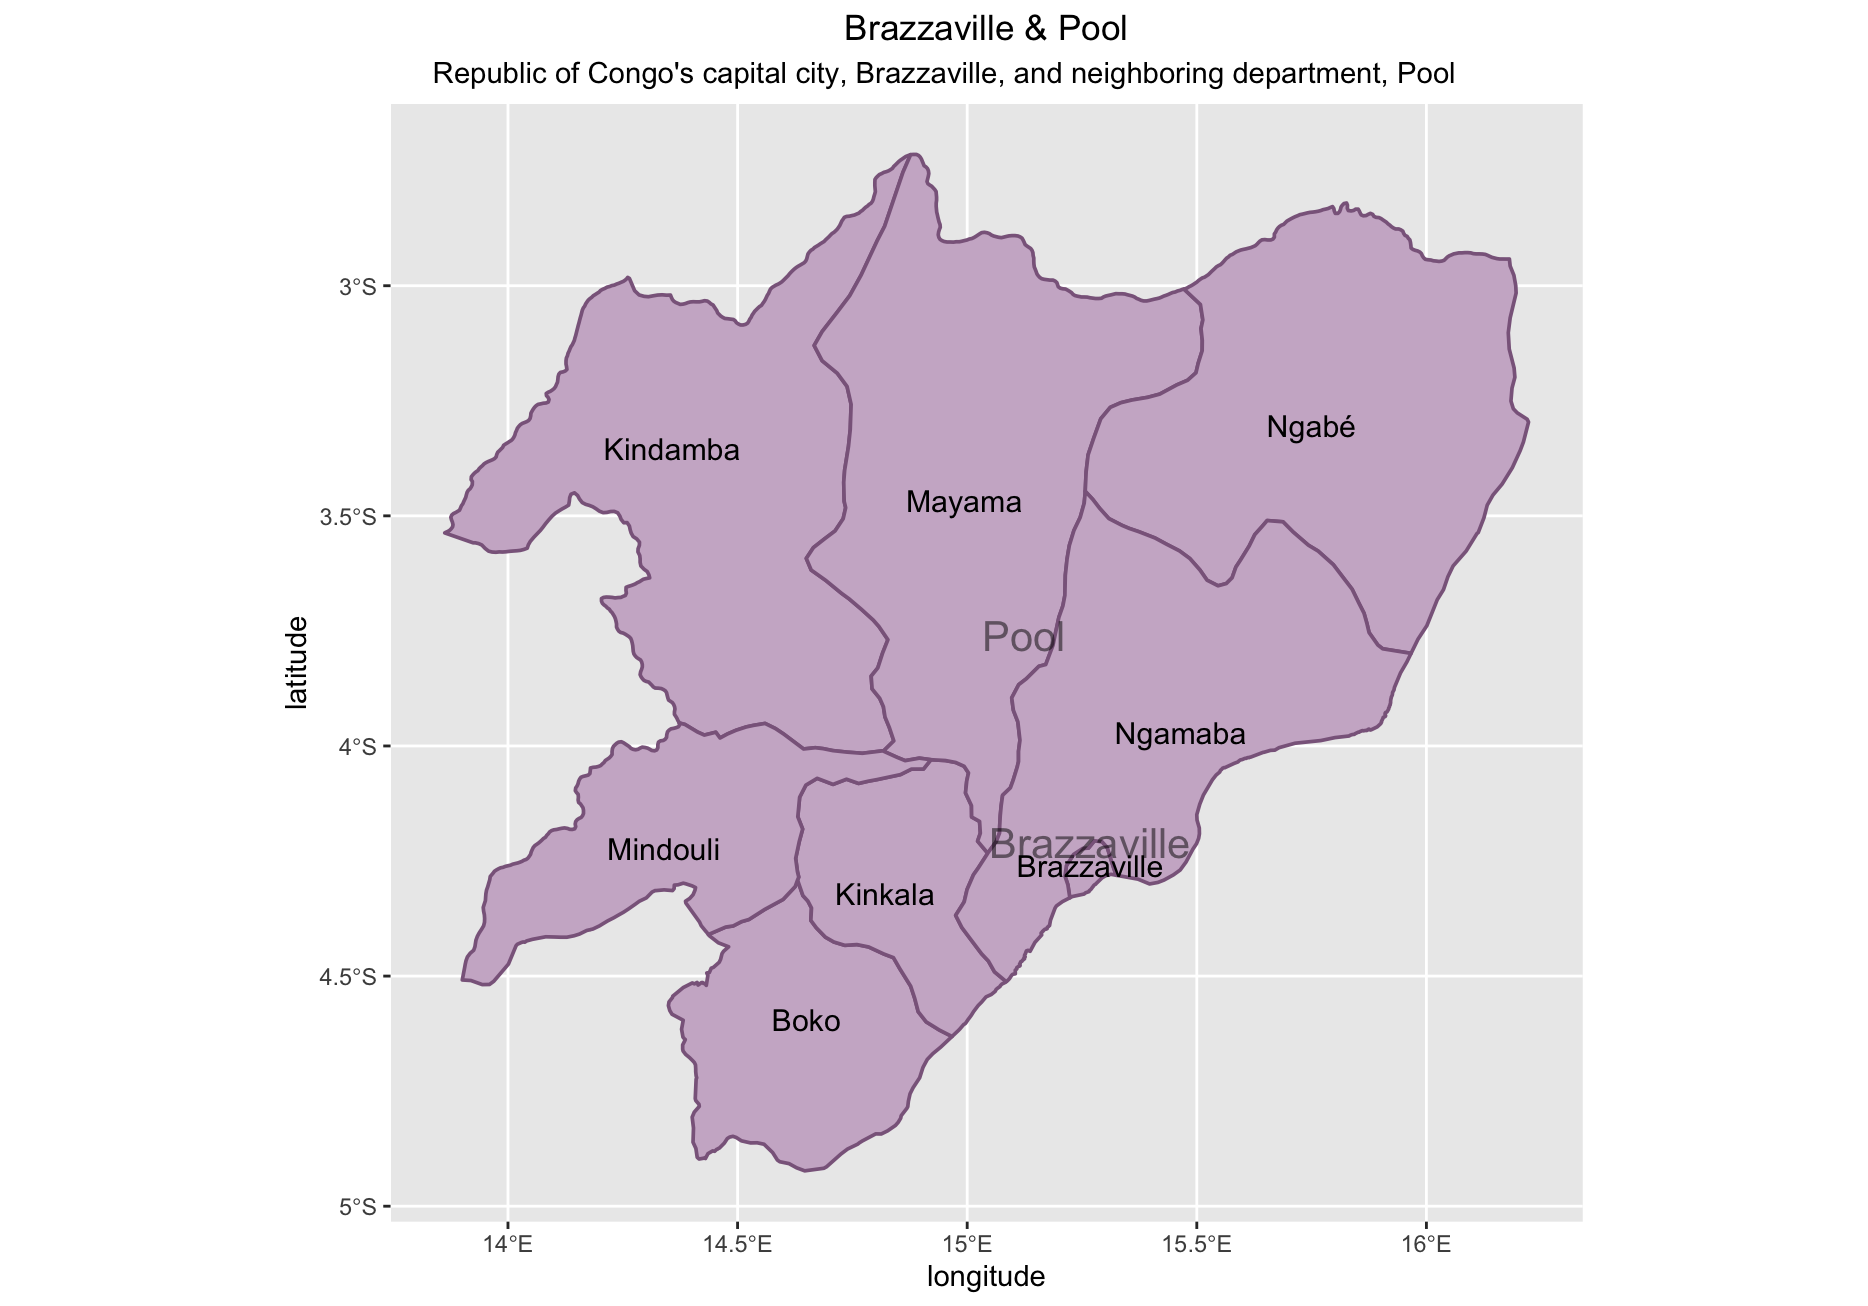 Brazzaville & Pool
Republic of Congo's capital city, Brazzaville, and neighboring department, Pool
3°S
Ngabé
Kindamba
Mayama
3.5°S
Pool
latitude
Ngamaba
4°S
Brazzaville
Mindouli
Brazzaville
Kinkala
4.5°S
Boko
5°S
14°E 14.5°E 15°E 15.5°E 16°E
longitude